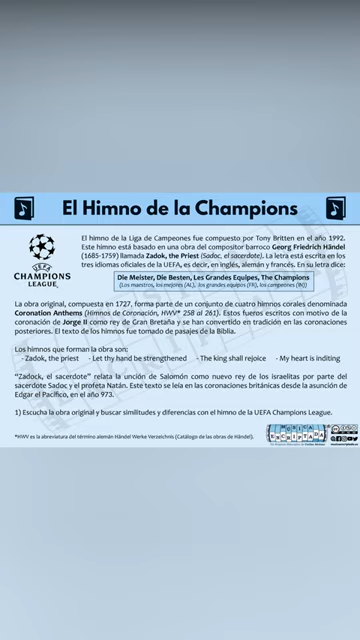 El Himno de la Champions
El himno de la Liga de Campeones fue compuesto por Tony Britten en el año 1992.
Este himno está basado en una obra del compositor barroco Georg Friedrich Händel
(1685-1759) llamada Zadok, the Priest (Sadoc, el sacerdote). La letra está escrita en los
tres idiomas oficiales de la UEFA, es decir, en inglés, alemán y francés. En su letra dice:
UEFA
CHAMPIONS
LEAGUE
Die Meister, Die Besten, Les Grandes Equipes, The Champions
(Los maestros, los mejores (AL), los grandes equipos (FR), los campeones (IN))
La obra original, compuesta en 1727, forma parte de un conjunto de cuatro himnos corales denominada
Coronation Anthems (Himnos de Coronación, HWV* 258 al 261). Estos fueros escritos con motivo de la
coronación de Jorge II como rey de Gran Bretaña y se han convertido en tradición en las coronaciones
posteriores. El texto de los himnos fue tomado de pasajes de la Biblia.
Los himnos que forman la obra son:
- Zadok, the priest - Let thy hand be strengthened - The king shall rejoice - My heart is inditing
“Zadock, el sacerdote” relata la unción de Salomón como nuevo rey de los israelitas por parte del
sacerdote Sadoc y el profeta Natán. Este texto se leía en las coronaciones británicas desde la asunción de
Edgar el Pacífico, en el año 973.
1) Escucha la obra original y buscar similitudes y diferencias con el himno de la UEFA Champions League.
*HWV es la abreviatura del término alemán Händel Werke Verzeichnis (Catálogo de las obras de Händel).
MÚSICA
ESCRIPTADA